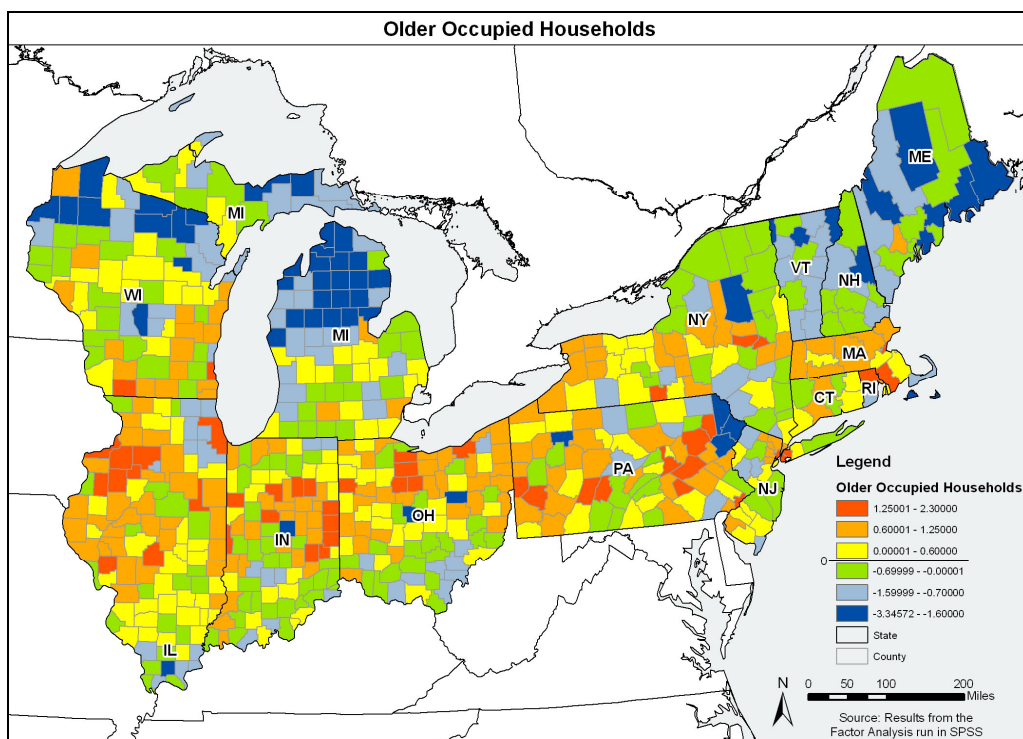 Older Occupied Households
ME
MI
VT
NH
WI
NY
MI
MA
RI
CT
PA
NJ
OH
IN
IL
Legend
Older Occupied Households
1.25001 - 2.30000
0.60001 - 1.25000
0.00001 - 0.60000
0
-0.69999 - -0.00001
-1.59999 - -0.70000
-3.34572 - -1.60000
State
County
N
0 50 100 200
Miles
Source: Results from the
Factor Analysis run in SPSS